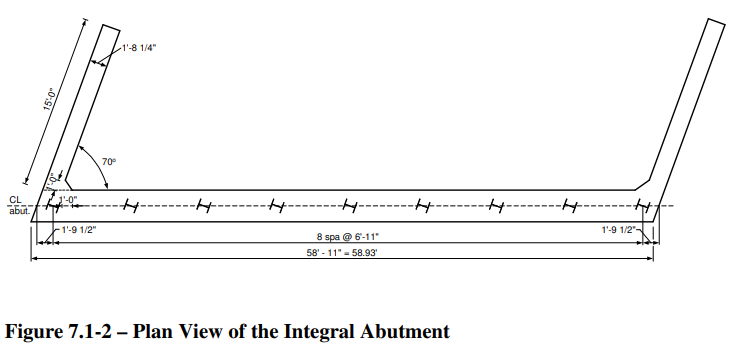 1'-8 1/4"
15'-0"
70º
1'-0"
1'-0"
CL
abut.
1'-9 1/2"
1'-9 1/2"
8 spa @ 6'-11"
58' - 11" = 58.93'
Figure 7.1-2 – Plan View of the Integral Abutment